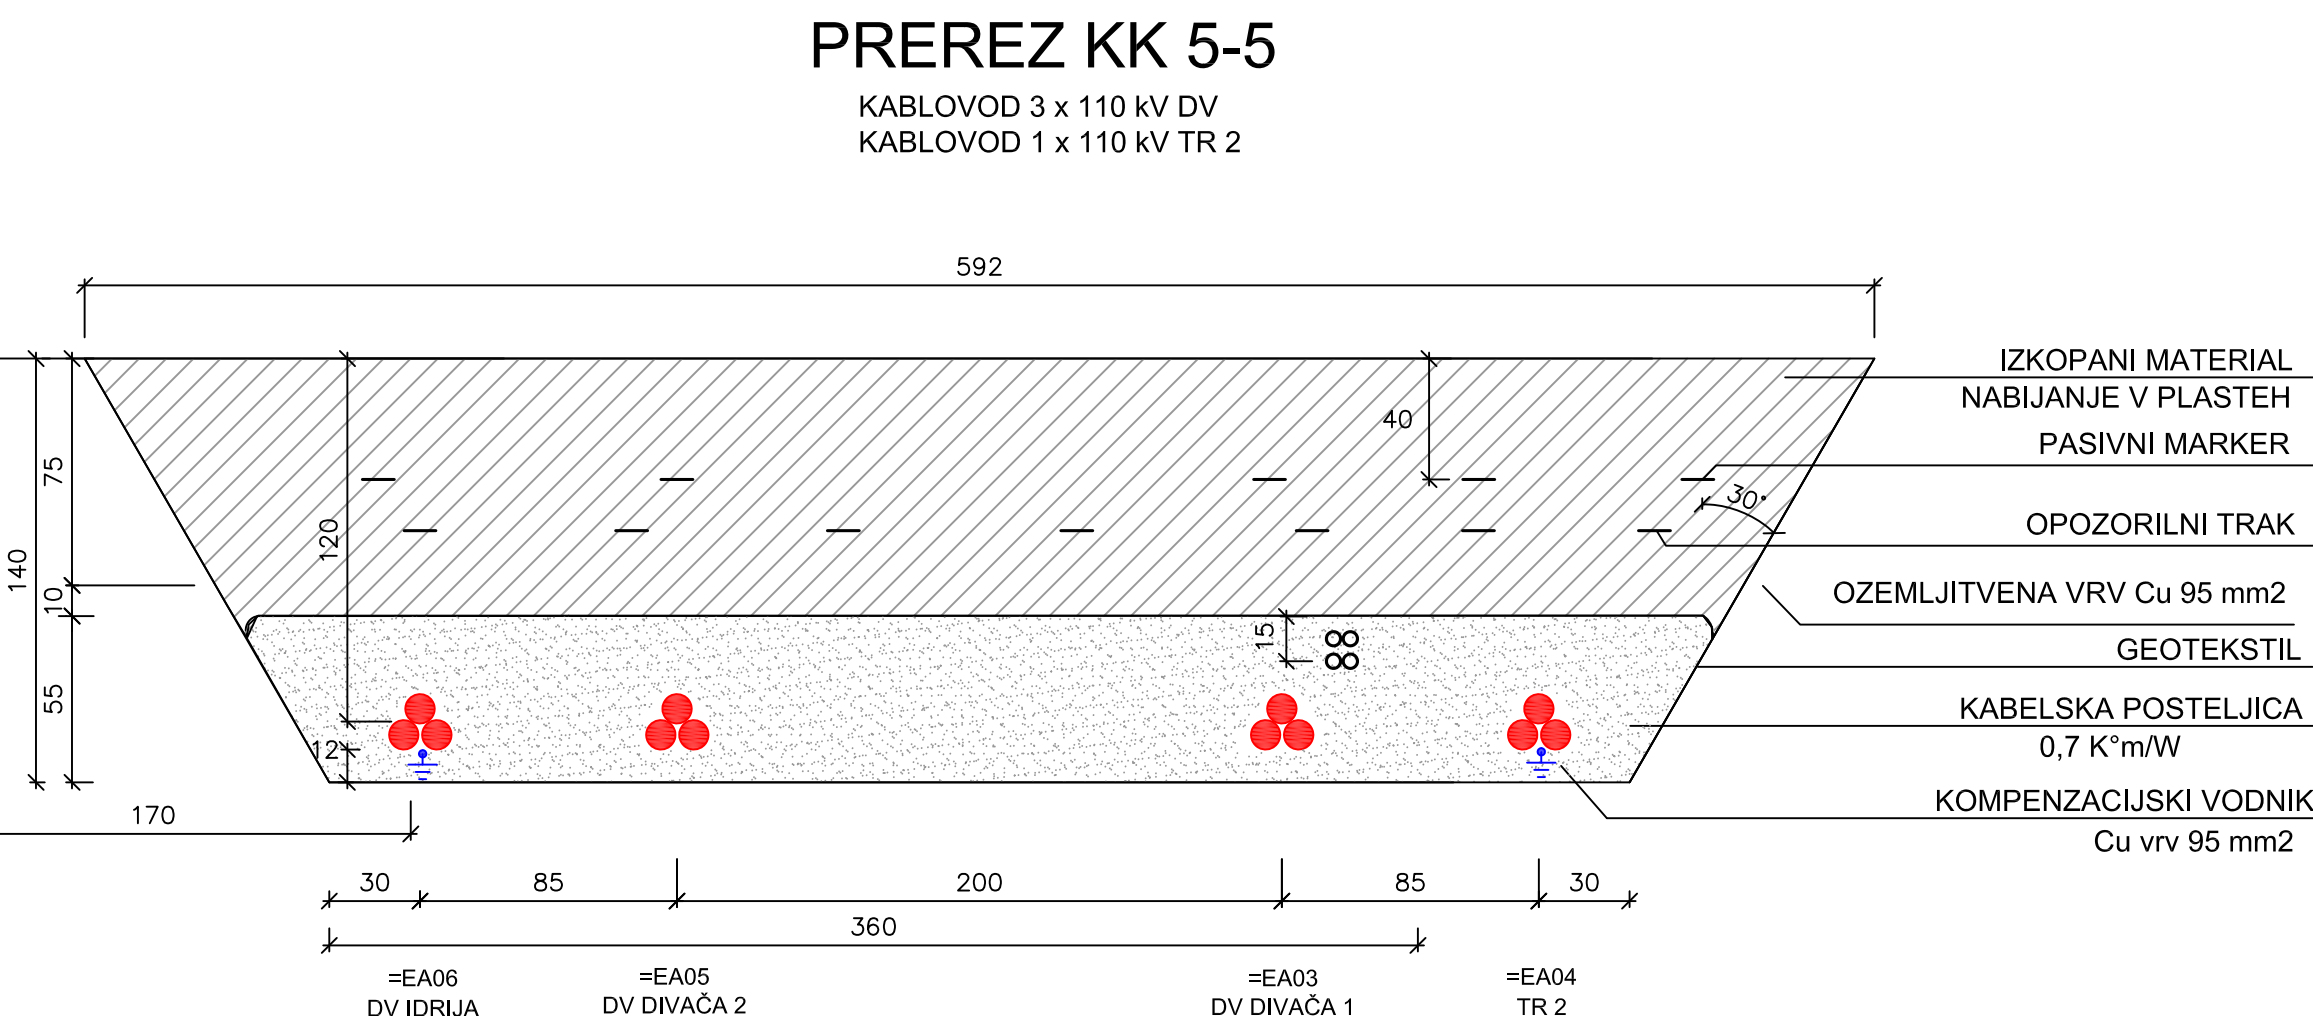 PREREZ KK 5-5
KABLOVOD 3 x 110 kV DV
KABLOVOD 1 x 110 kV TR 2
592
IZKOPANI MATERIAL
NABIJANJE V PLASTEH
40
PASIVNI MARKER
75
30°
120
OPOZORILNI TRAK
140
10
OZEMLJITVENA VRV Cu 95 mm2
15
GEOTEKSTIL
55
KABELSKA POSTELJICA
0,7 K°m/W
12
KOMPENZACIJSKI VODNIK
Cu vrv 95 mm2
170
30
85
200
85
30
360
=EA06
DV IDRIJA
=EA05
DV DIVAČA 2
=EA03
DV DIVAČA 1
=EA04
TR 2